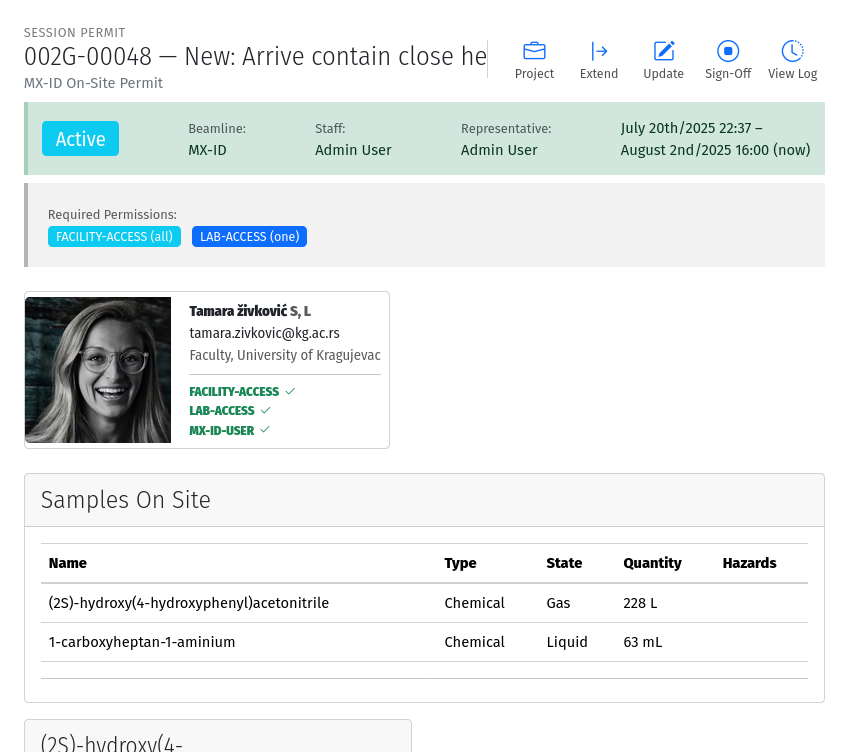 SESSION PERMIT
002G-00048 — New: Arrive contain close he
MX-ID On-Site Permit
Project
Extend
Update
Sign-Off
View Log
Active
Beamline:
MX-ID
Staff:
Admin User
Representative:
Admin User
July 20th/2025 22:37 –
August 2nd/2025 16:00 (now)
Required Permissions:
FACILITY-ACCESS (all) LAB-ACCESS (one)
Tamara živković S, L
tamara.zivkovic@kg.ac.rs
Faculty, University of Kragujevac
FACILITY-ACCESS ✓
LAB-ACCESS ✓
MX-ID-USER ✓
Samples On Site
Name Type State Quantity Hazards
(2S)-hydroxy(4-hydroxyphenyl)acetonitrile Chemical Gas 228 L
1-carboxyheptan-1-aminium Chemical Liquid 63 mL
(2S)-hydroxy(4-